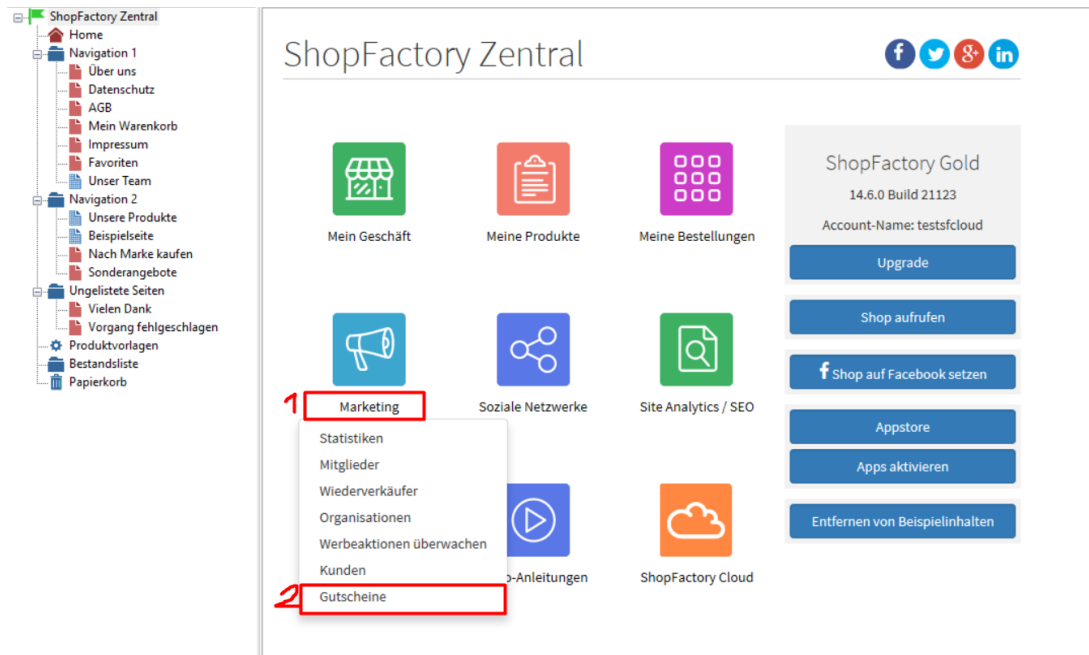 ShopFactory Zentral
Home
Navigation 1
Über uns
Datenschutz
AGB
Mein Warenkorb
Impressum
Favoriten
Unser Team
Navigation 2
Unsere Produkte
Beispielseite
Nach Marke kaufen
Sonderangebote
Ungelistete Seiten
Vielen Dank
Vorgang fehlgeschlagen
Produktvorlagen
Bestandsliste
Papierkorb
ShopFactory Zentral
f g+ in
Mein Geschäft
Meine Produkte
Meine Bestellungen
1 Marketing
Soziale Netzwerke
Site Analytics / SEO
Statistiken
Mitglieder
Wiederverkäufer
Organisationen
Werbeaktionen überwachen
Kunden
2 Gutscheine
o-Anleitungen
ShopFactory Cloud
ShopFactory Gold
14.6.0 Build 21123
Account-Name: testsfcloud
Upgrade
Shop aufrufen
f Shop auf Facebook setzen
Appstore
Apps aktivieren
Entfernen von Beispielinhalten